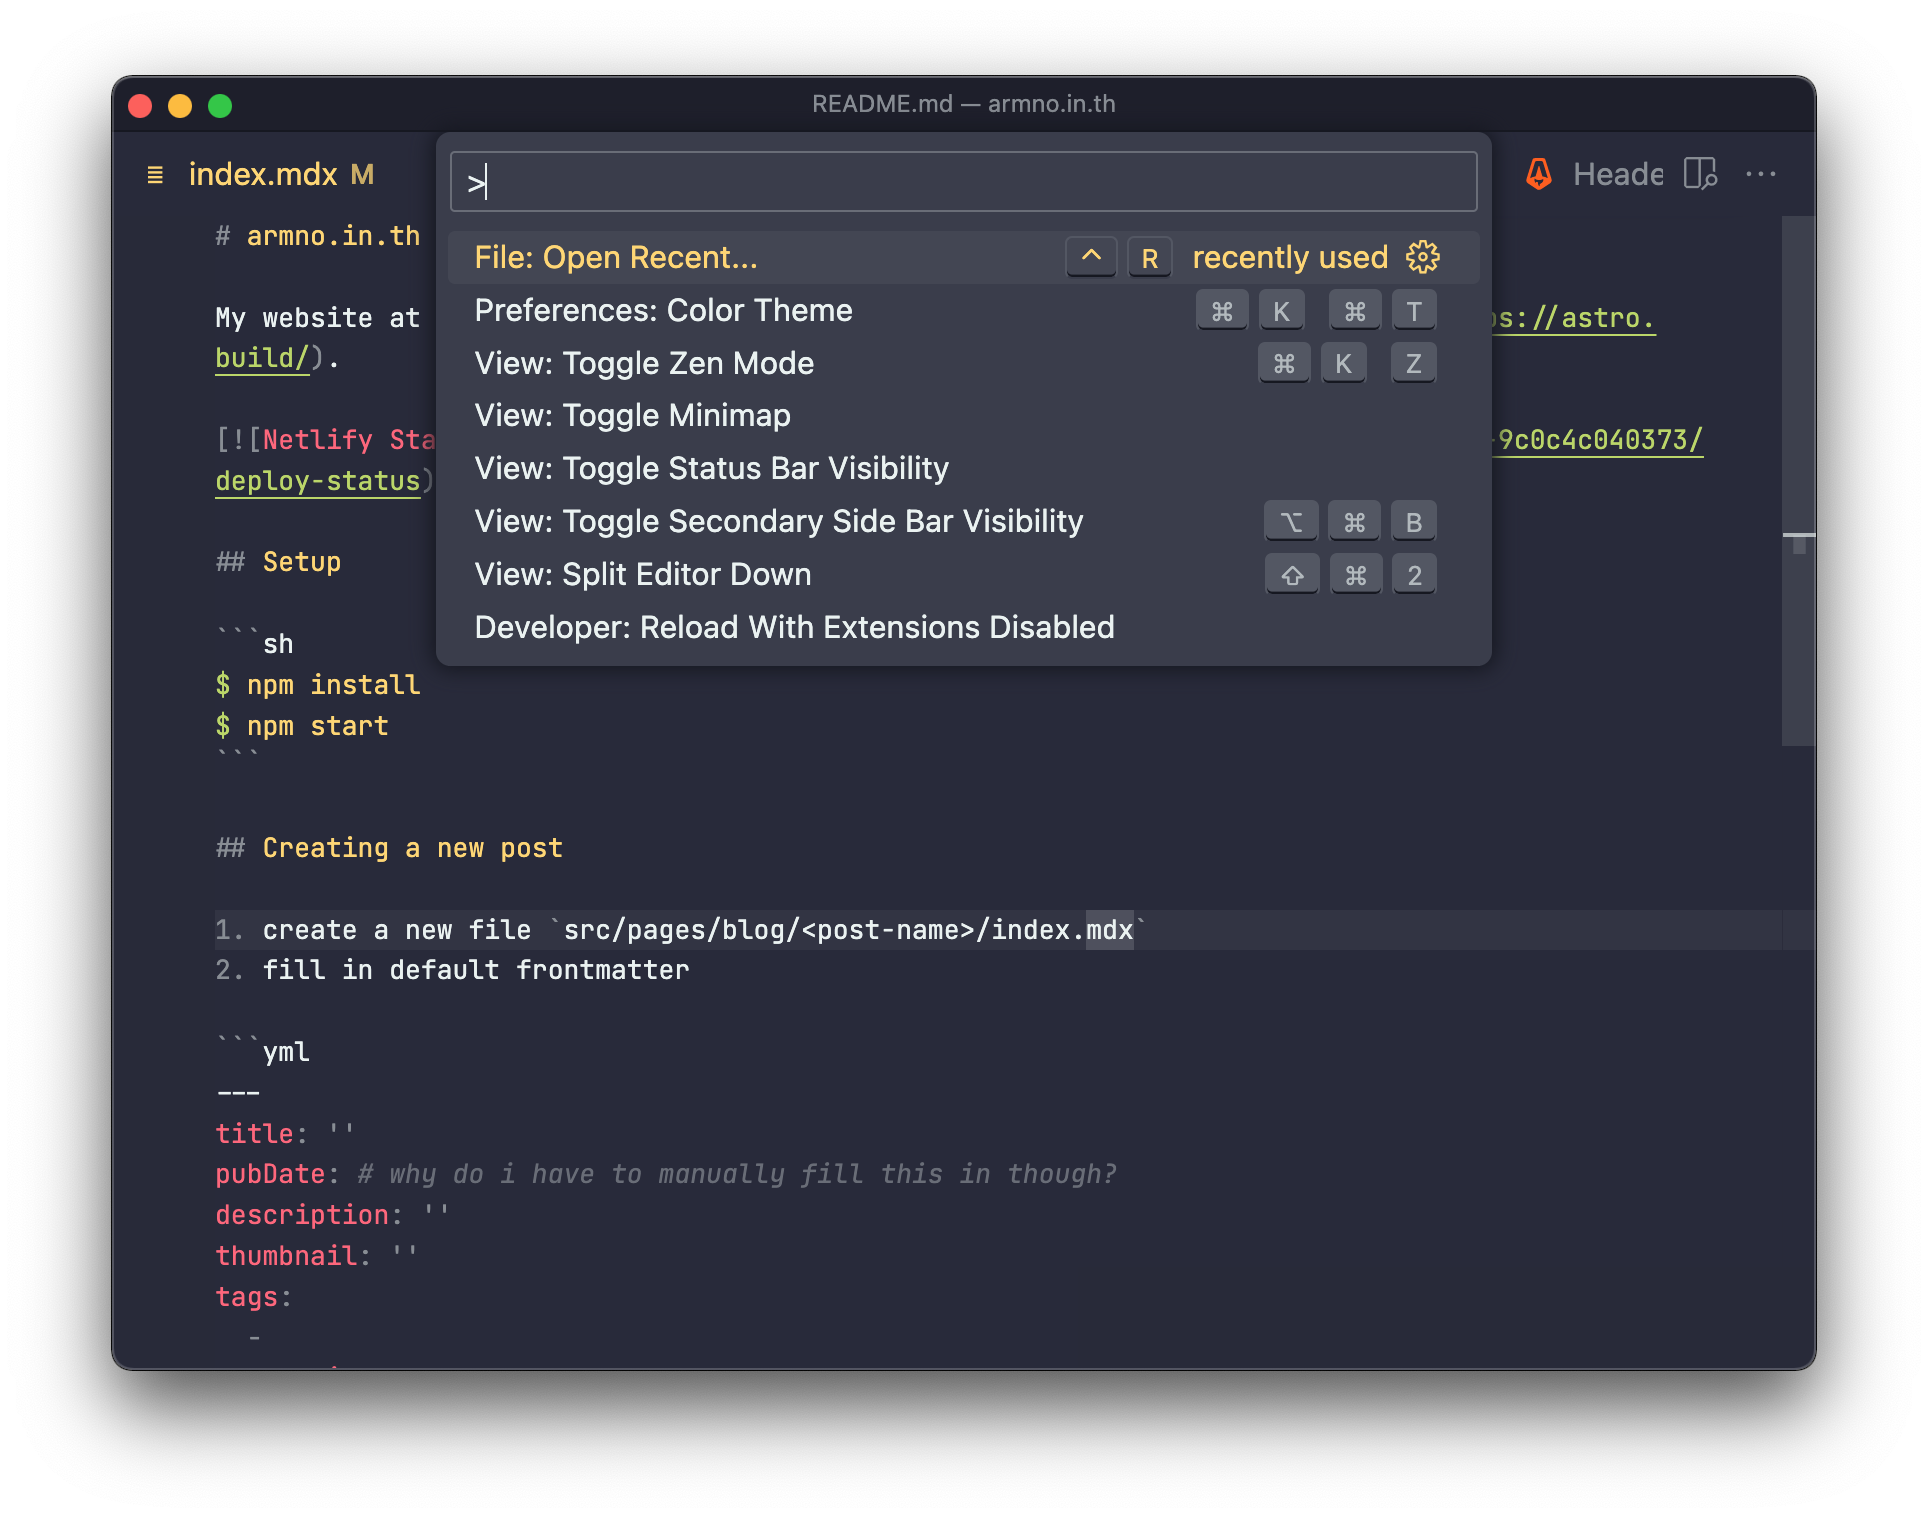 README.md — armno.in.th
index.mdx M
Heade
>
File: Open Recent... ^ R recently used
Preferences: Color Theme ⌘ K ⌘ T
View: Toggle Zen Mode ⌘ K Z
View: Toggle Minimap
View: Toggle Status Bar Visibility
View: Toggle Secondary Side Bar Visibility ⌥ ⌘ B
View: Split Editor Down ⇧ ⌘ 2
Developer: Reload With Extensions Disabled
# armno.in.th
My website at s://astro.
build/).
[![Netlify Sta -9c0c4c040373/
deploy-status)
## Setup
```sh
$ npm install
$ npm start
```
## Creating a new post
1. create a new file `src/pages/blog/<post-name>/index.mdx`
2. fill in default frontmatter
```yml
---
title: ''
pubDate: # why do i have to manually fill this in though?
description: ''
thumbnail: ''
tags:
-